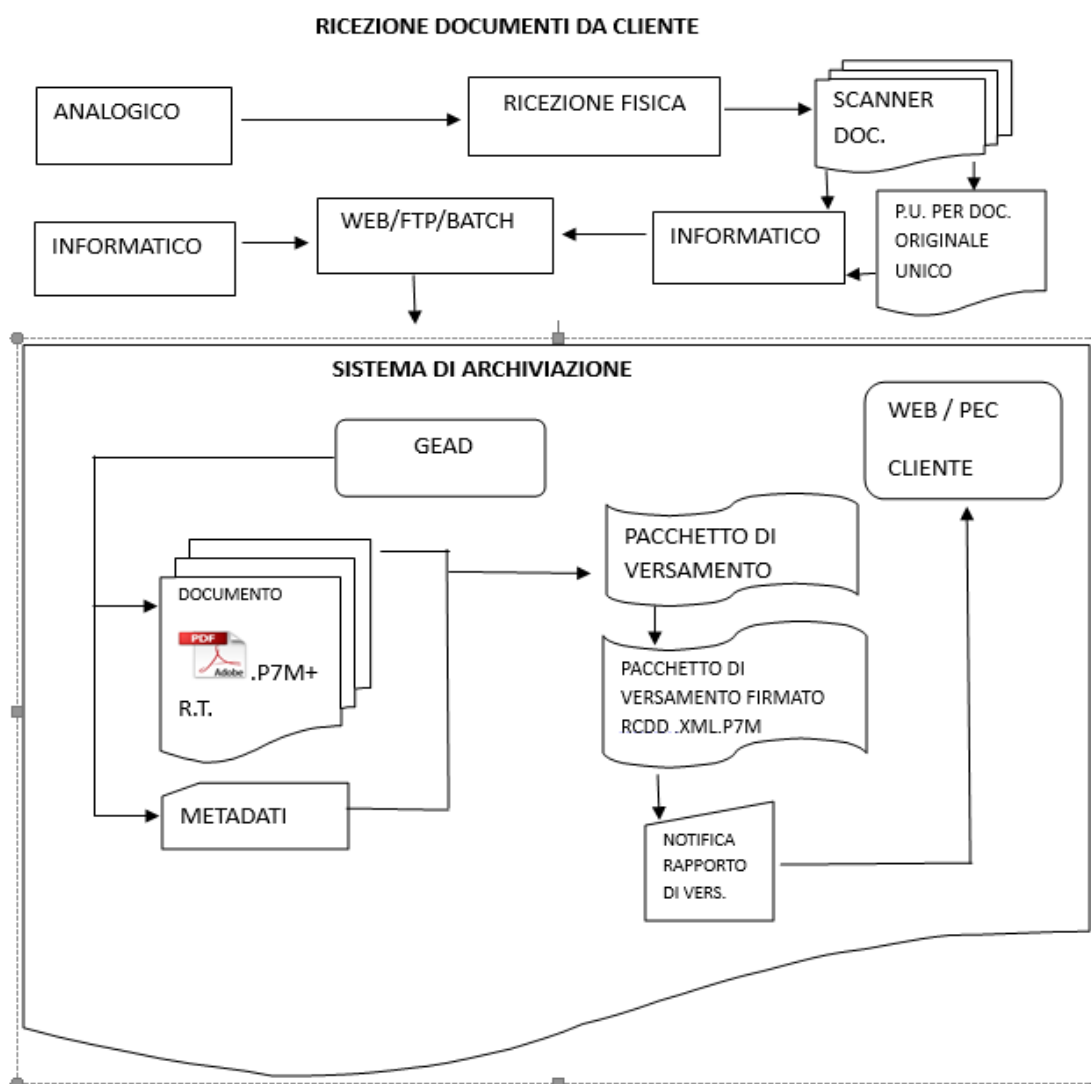 RICEZIONE DOCUMENTI DA CLIENTE
ANALOGICO
RICEZIONE FISICA
SCANNER
DOC.
INFORMATICO
WEB/FTP/BATCH
INFORMATICO
P.U. PER DOC.
ORIGINALE
UNICO
SISTEMA DI ARCHIVIAZIONE
GEAD
WEB / PEC
CLIENTE
DOCUMENTO
PDF
Adobe
.P7M+
R.T.
METADATI
PACCHETTO DI
VERSAMENTO
PACCHETTO DI
VERSAMENTO FIRMATO
RCDD .XML.P7M
NOTIFICA
RAPPORTO
DI VERS.